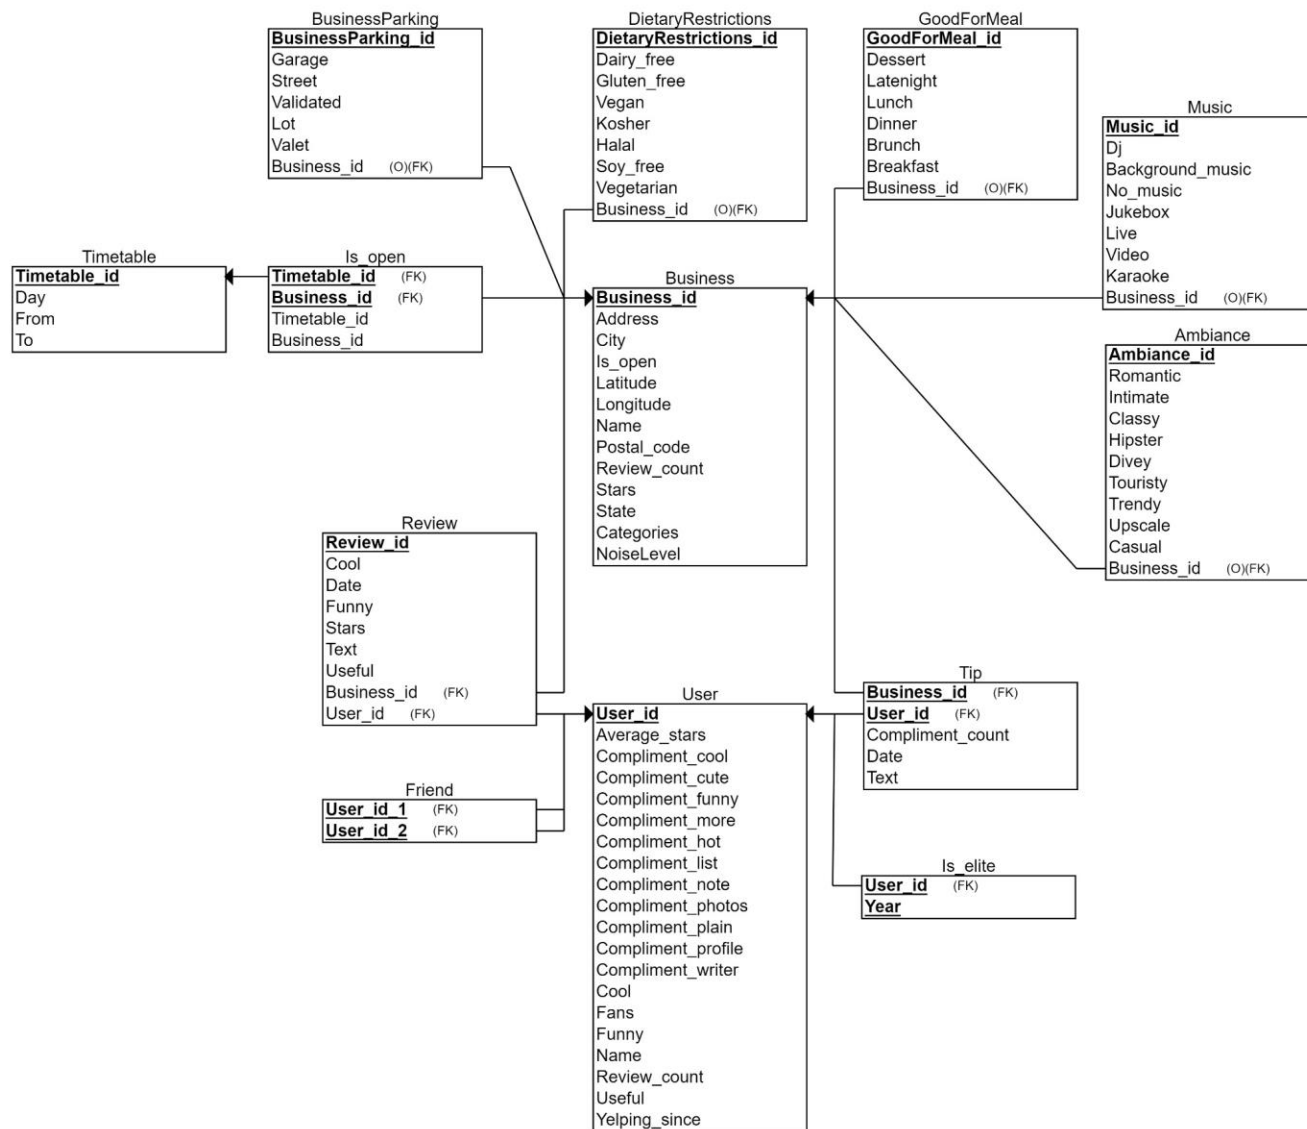 BusinessParking
BusinessParking_id
Garage
Street
Validated
Lot
Valet
Business_id (O)(FK)
DietaryRestrictions
DietaryRestrictions_id
Dairy_free
Gluten_free
Vegan
Kosher
Halal
Soy_free
Vegetarian
Business_id (O)(FK)
GoodForMeal
GoodForMeal_id
Dessert
Latenight
Lunch
Dinner
Brunch
Breakfast
Business_id (O)(FK)
Music
Music_id
Dj
Background_music
No_music
Jukebox
Live
Video
Karaoke
Business_id (O)(FK)
Timetable
Timetable_id
Day
From
To
Is_open
Timetable_id (FK)
Business_id (FK)
Timetable_id
Business_id
Business
Business_id
Address
City
Is_open
Latitude
Longitude
Name
Postal_code
Review_count
Stars
State
Categories
NoiseLevel
Ambiance
Ambiance_id
Romantic
Intimate
Classy
Hipster
Divey
Touristy
Trendy
Upscale
Casual
Business_id (O)(FK)
Review
Review_id
Cool
Date
Funny
Stars
Text
Useful
Business_id (FK)
User_id (FK)
Friend
User_id_1 (FK)
User_id_2 (FK)
User
User_id
Average_stars
Compliment_cool
Compliment_cute
Compliment_funny
Compliment_more
Compliment_hot
Compliment_list
Compliment_note
Compliment_photos
Compliment_plain
Compliment_profile
Compliment_writer
Cool
Fans
Funny
Name
Review_count
Useful
Yelping_since
Tip
Business_id (FK)
User_id (FK)
Compliment_count
Date
Text
Is_elite
User_id (FK)
Year